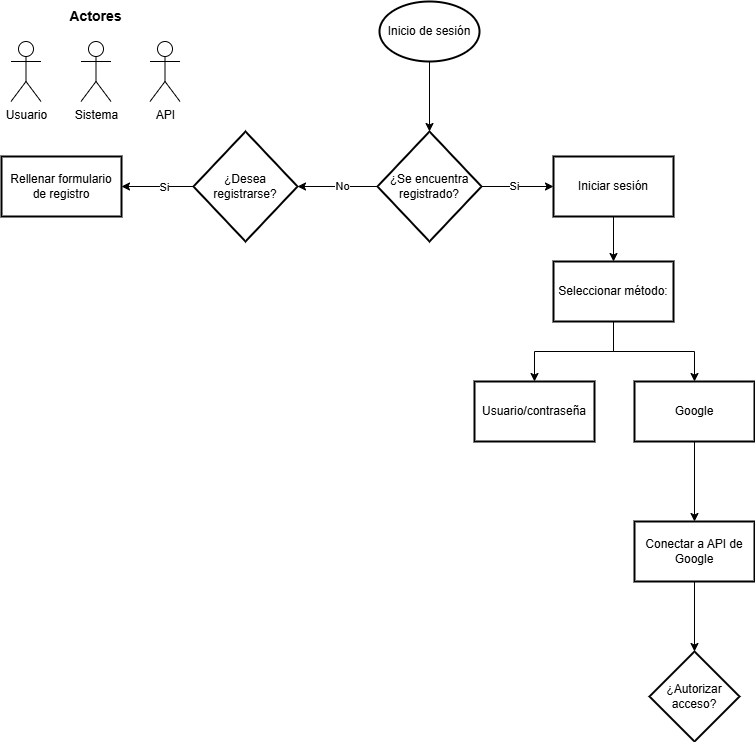 Actores
Inicio de sesión
Usuario
Sistema
API
Rellenar formulario
de registro
Si
¿Desea
registrarse?
No
¿Se encuentra
registrado?
Si
Iniciar sesión
Seleccionar método:
Usuario/contraseña
Google
Conectar a API de
Google
¿Autorizar
acceso?